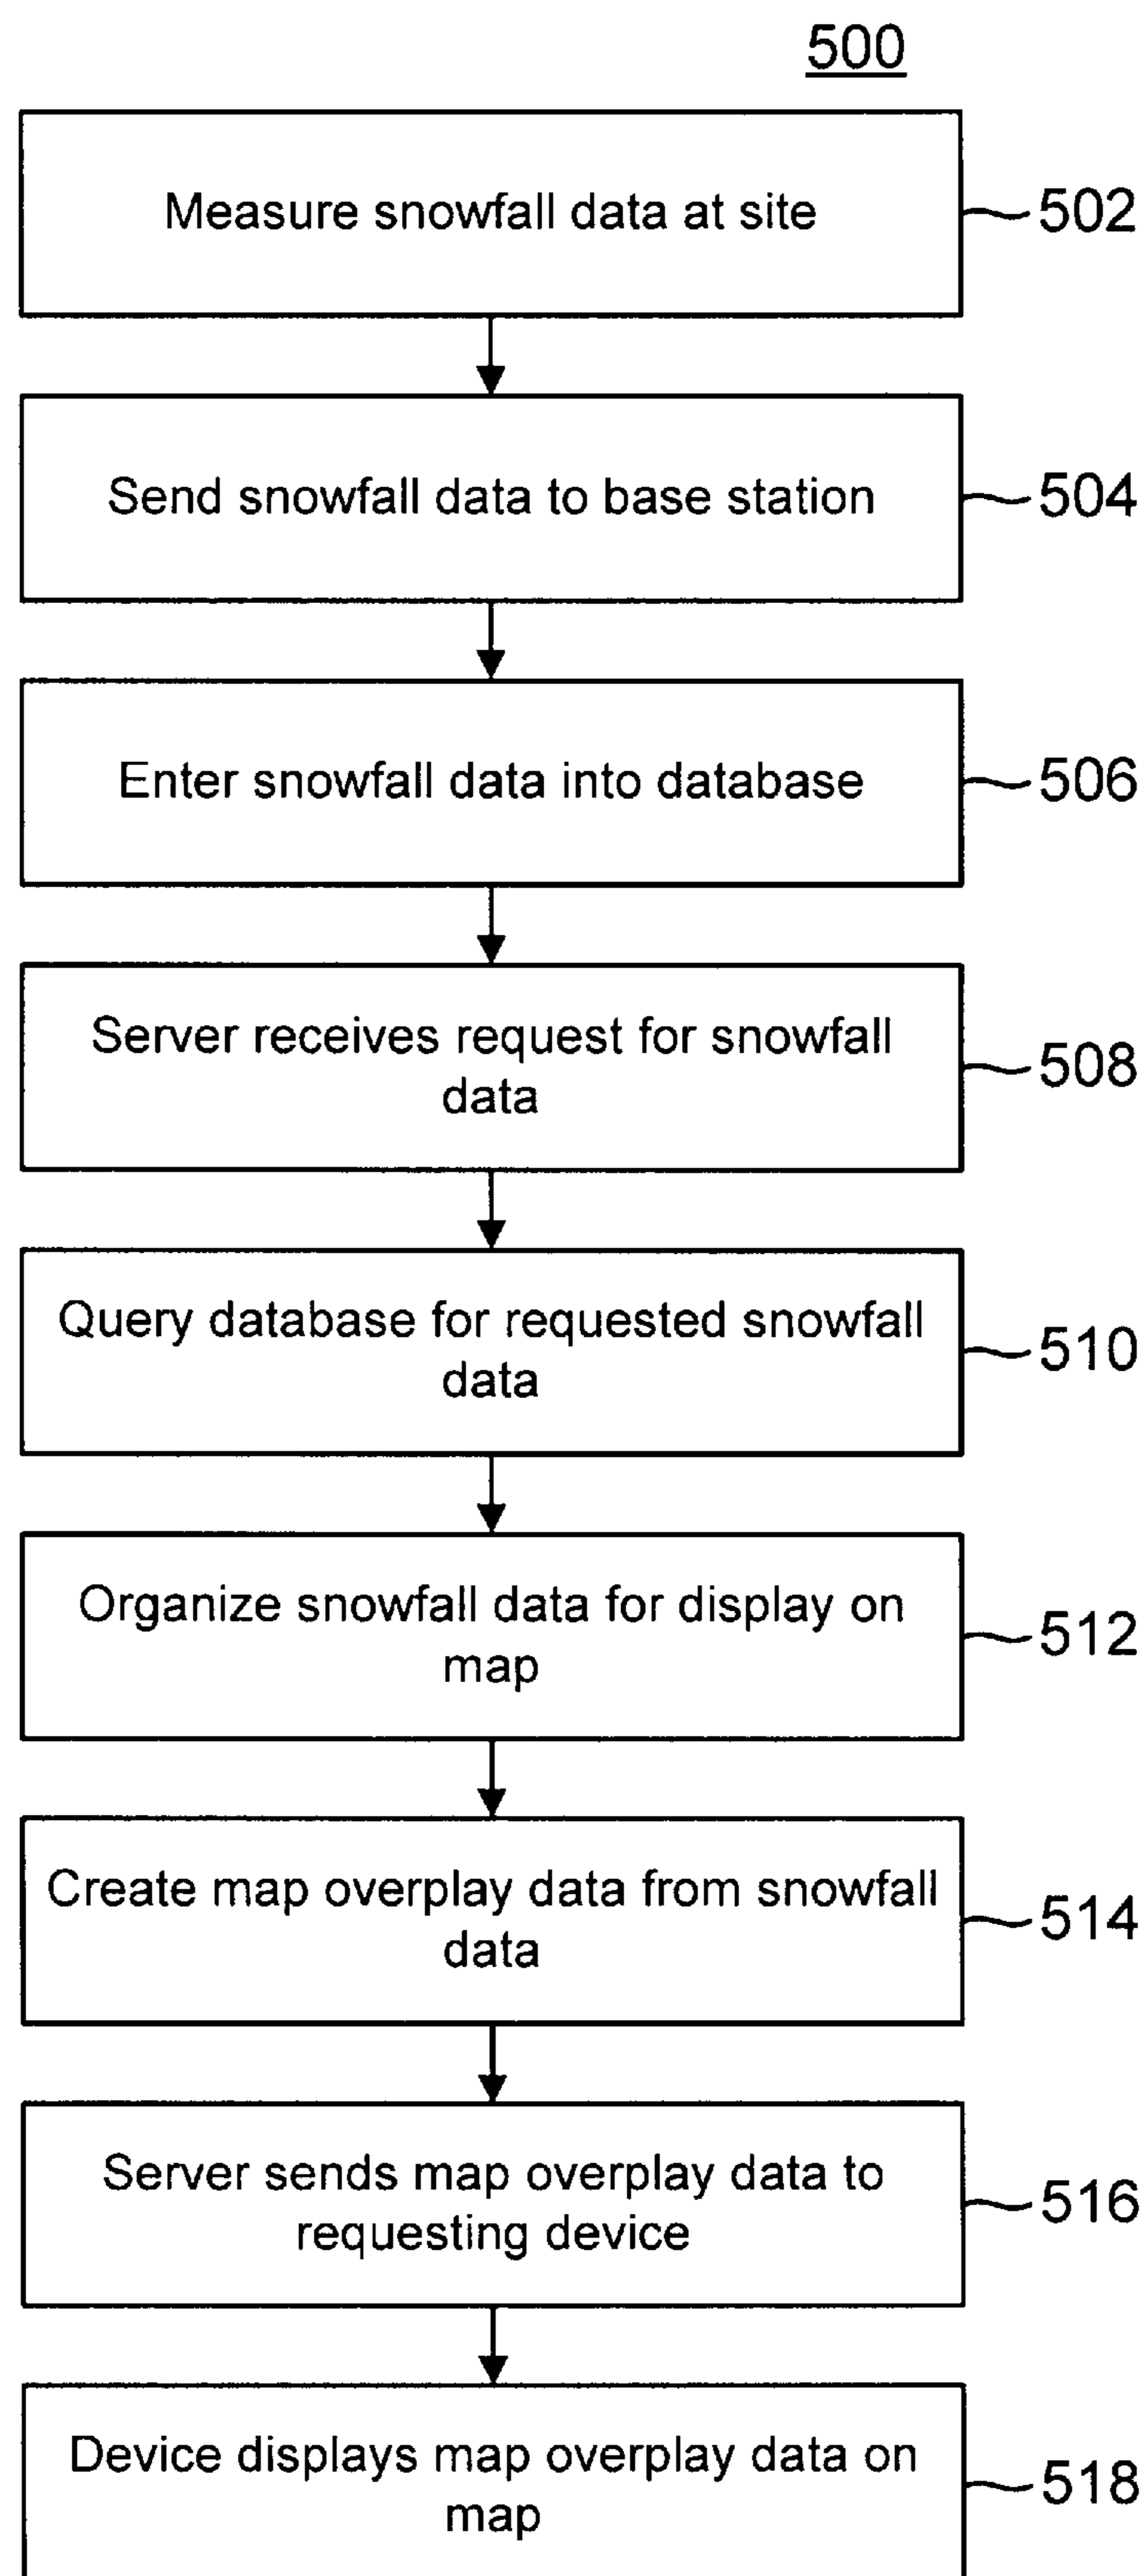 500
Measure snowfall data at site
502
Send snowfall data to base station
504
Enter snowfall data into database
506
Server receives request for snowfall
data
508
Query database for requested snowfall
data
510
Organize snowfall data for display on
map
512
Create map overplay data from snowfall
data
514
Server sends map overplay data to
requesting device
516
Device displays map overplay data on
map
518